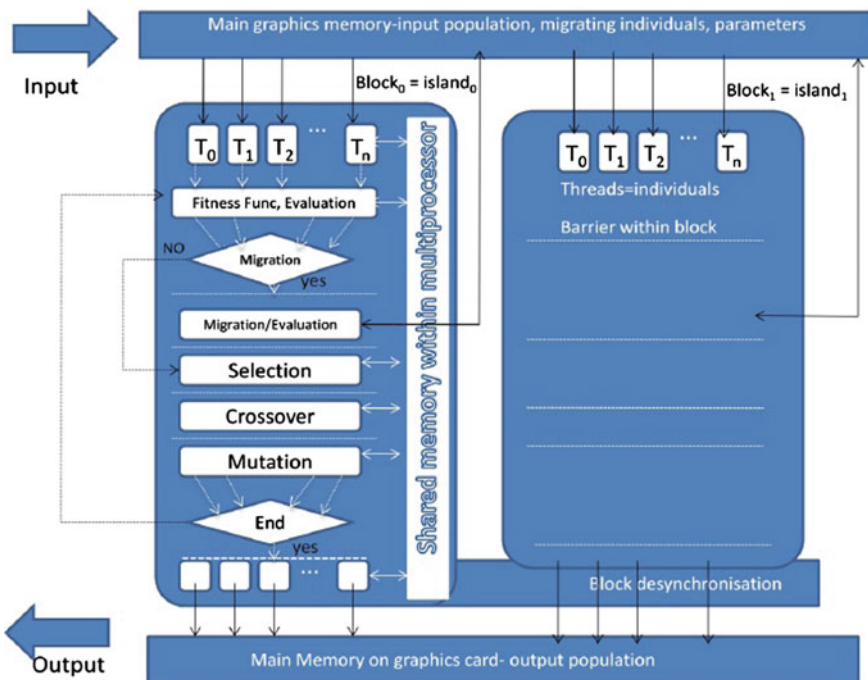 Main graphics memory-input population, migrating individuals, parameters
Input
Block₀ = island₀
Block₁ = island₁
T₀ T₁ T₂ ... Tₙ
T₀ T₁ T₂ ... Tₙ
Threads=individuals
Fitness Func, Evaluation
Barrier within block
NO
Migration
yes
Migration/Evaluation
Selection
Crossover
Mutation
End
yes
...
Shared memory within multiprocessor
Block desynchronisation
Output
Main Memory on graphics card- output population